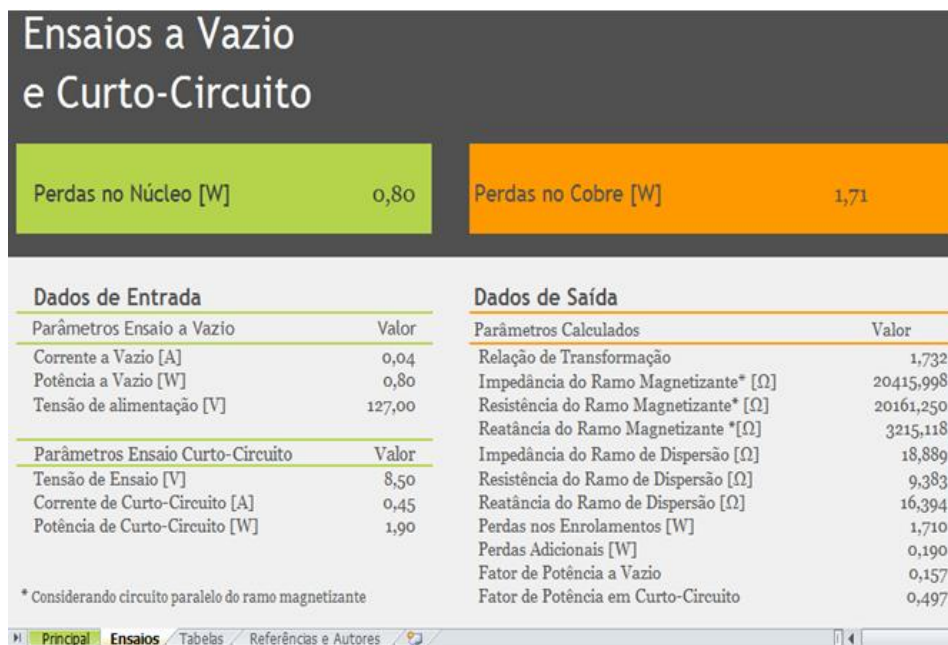 Ensaios a Vazio
e Curto-Circuito
Perdas no Núcleo [W] 0,80
Perdas no Cobre [W] 1,71
Dados de Entrada
Parâmetros Ensaio a Vazio Valor
Corrente a Vazio [A] 0,04
Potência a Vazio [W] 0,80
Tensão de alimentação [V] 127,00
Parâmetros Ensaio Curto-Circuito Valor
Tensão de Ensaio [V] 8,50
Corrente de Curto-Circuito [A] 0,45
Potência de Curto-Circuito [W] 1,90
* Considerando circuito paralelo do ramo magnetizante
Dados de Saída
Parâmetros Calculados Valor
Relação de Transformação 1,732
Impedância do Ramo Magnetizante* [Ω] 20415,998
Resistência do Ramo Magnetizante* [Ω] 20161,250
Reatância do Ramo Magnetizante *[Ω] 3215,118
Impedância do Ramo de Dispersão [Ω] 18,889
Resistência do Ramo de Dispersão [Ω] 9,383
Reatância do Ramo de Dispersão [Ω] 16,394
Perdas nos Enrolamentos [W] 1,710
Perdas Adicionais [W] 0,190
Fator de Potência a Vazio 0,157
Fator de Potência em Curto-Circuito 0,497
Principal Ensaios Tabelas Referências e Autores